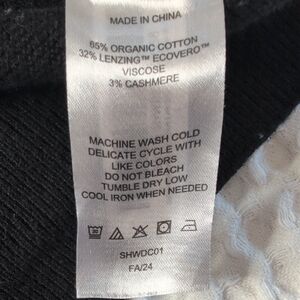 MADE IN CHINA
65% ORGANIC COTTON
32% LENZING™ ECOVERO™
VISCOSE
3% CASHMERE
MACHINE WASH COLD
DELICATE CYCLE WITH
LIKE COLORS
DO NOT BLEACH
TUMBLE DRY LOW
COOL IRON WHEN NEEDED
SHWDC01
FA/24